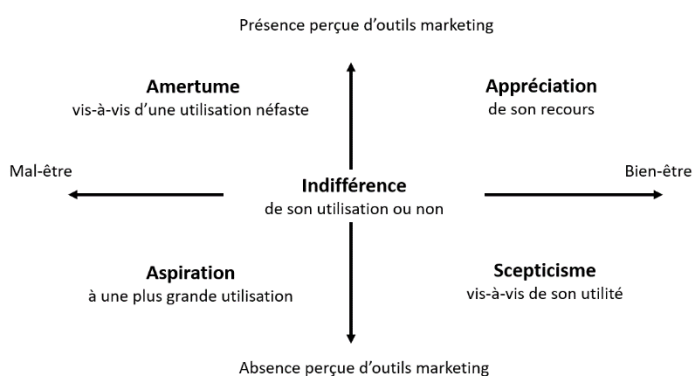 Présence perçue d'outils marketing
Amertume
vis-à-vis d'une utilisation néfaste
Appréciation
de son recours
Mal-être
Bien-être
Indifférence
de son utilisation ou non
Aspiration
à une plus grande utilisation
Scepticisme
vis-à-vis de son utilité
Absence perçue d'outils marketing